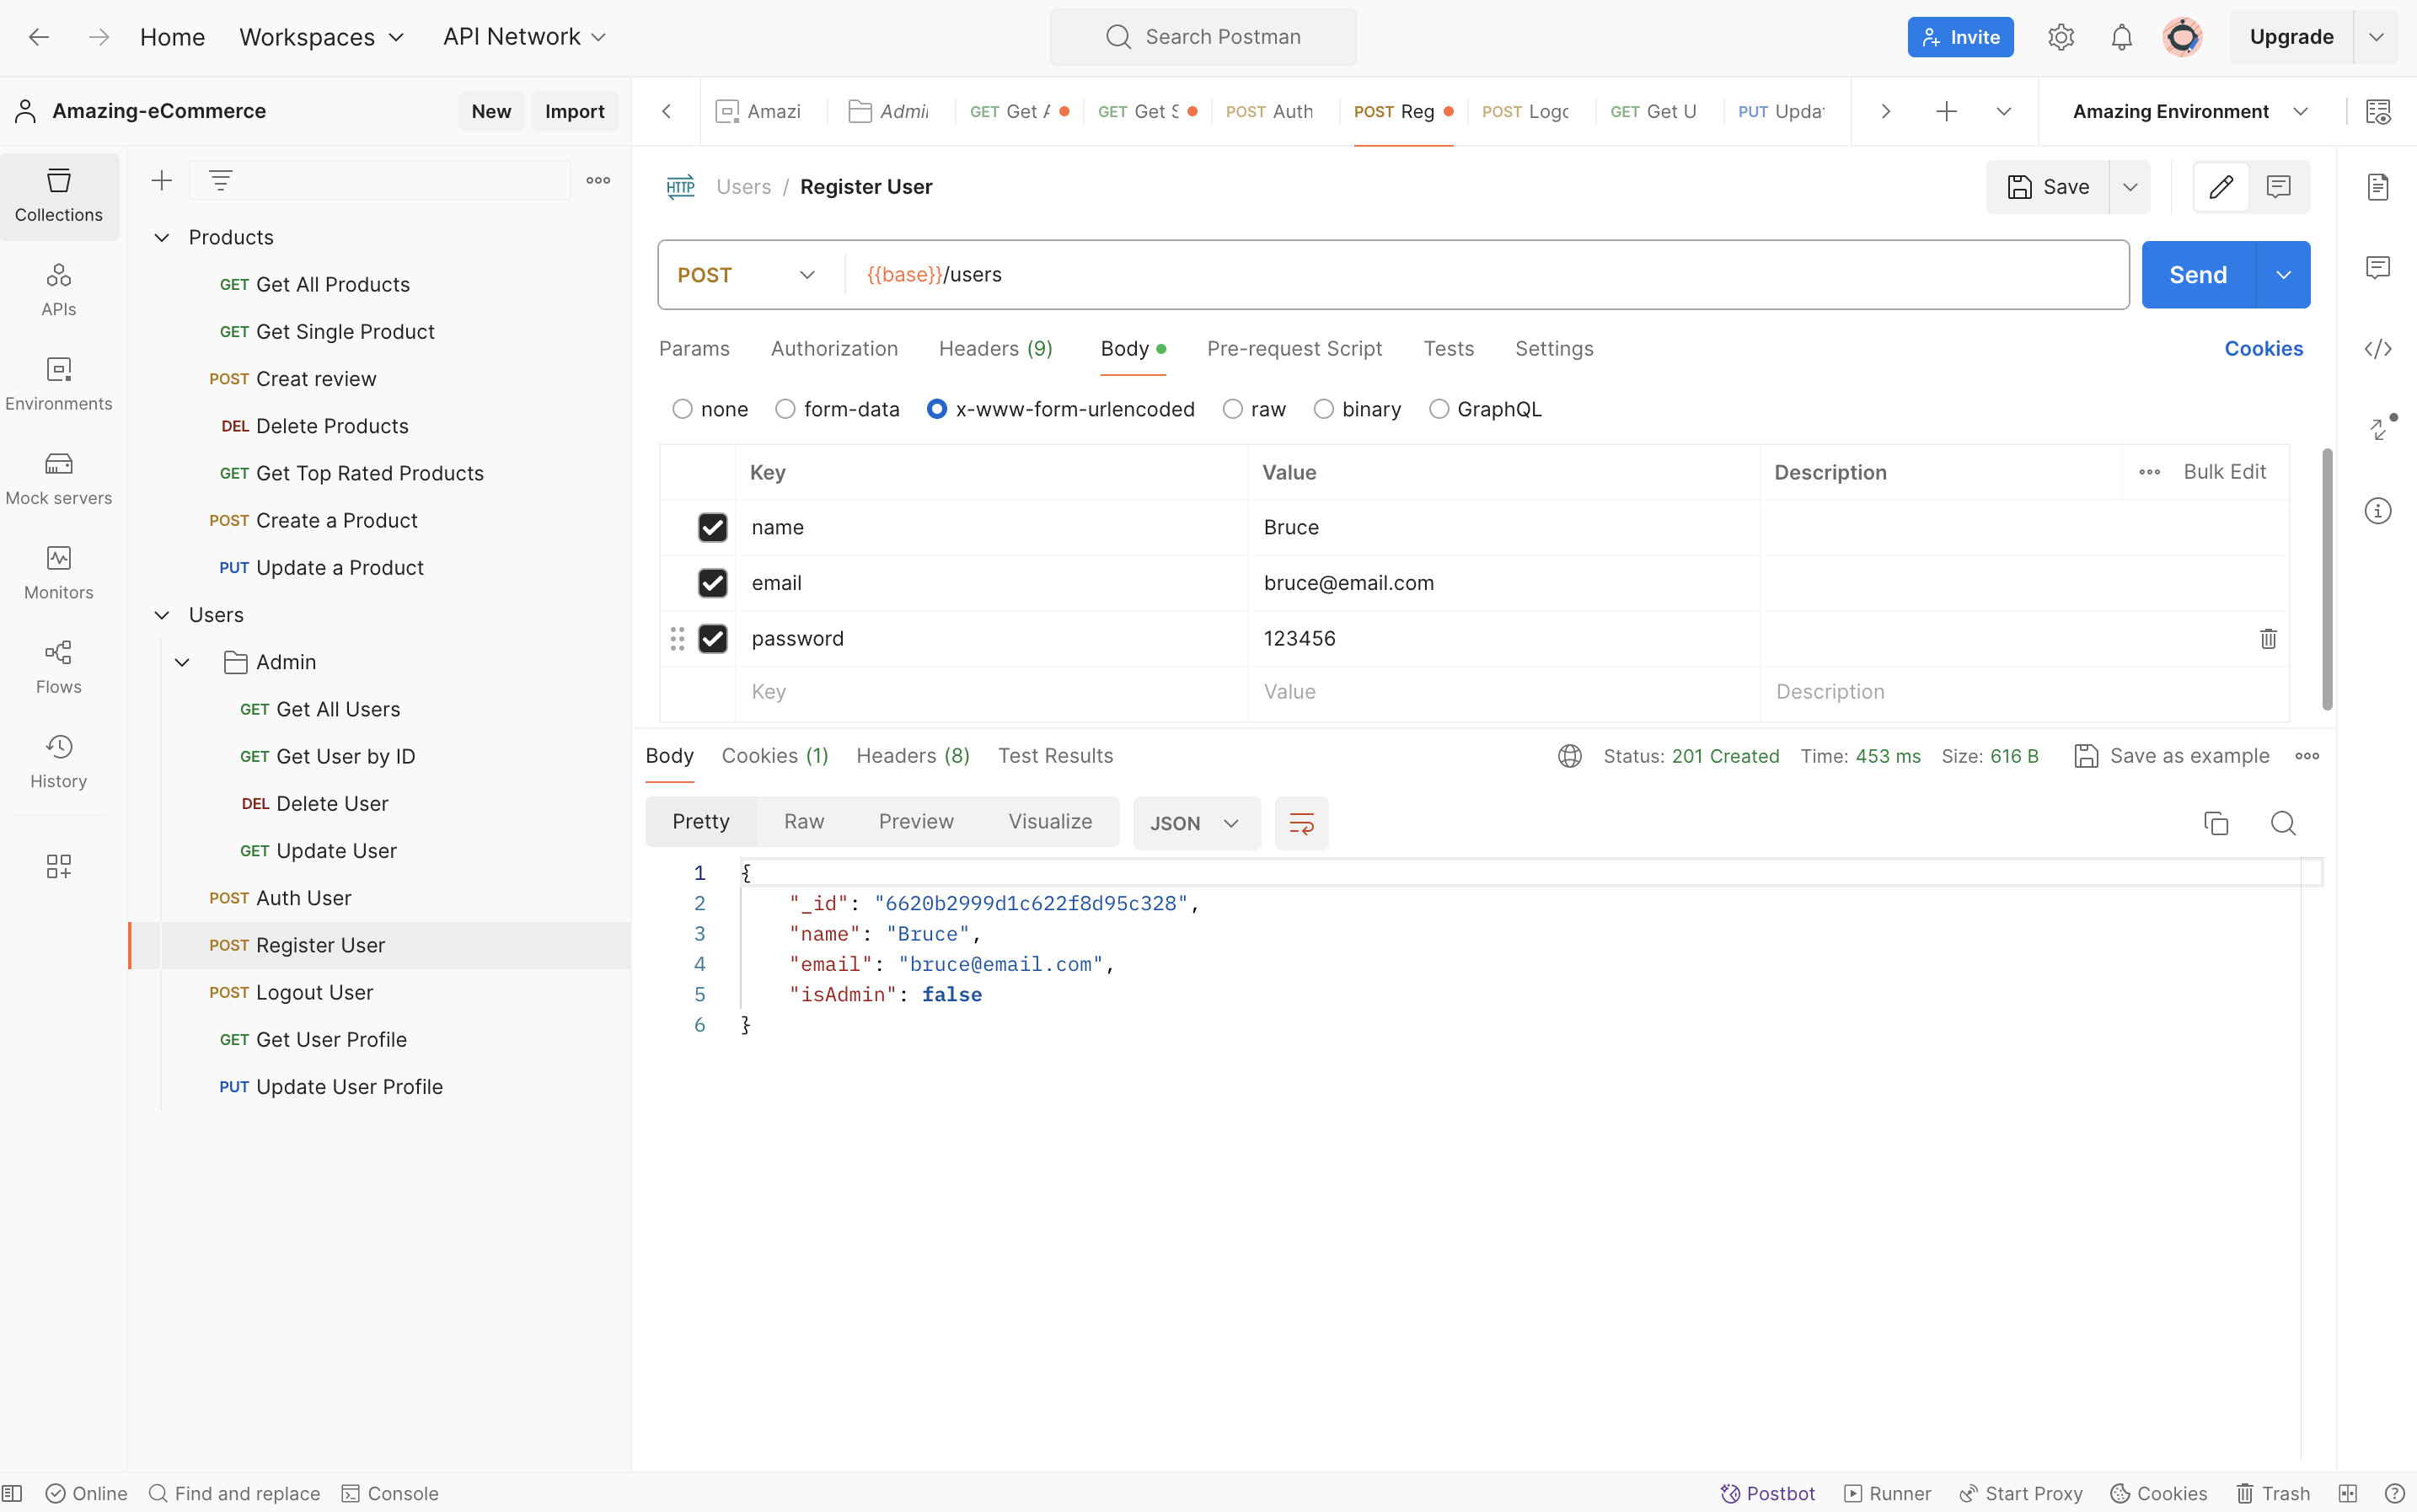 Home Workspaces API Network Search Postman Invite Upgrade
Amazing-eCommerce New Import
Amazi Admi GET Get A GET Get S POST Auth POST Reg POST Logo GET Get U PUT Updat Amazing Environment
Collections
APIs
Environments
Mock servers
Monitors
Flows
History
Products
GET Get All Products
GET Get Single Product
POST Creat review
DEL Delete Products
GET Get Top Rated Products
POST Create a Product
PUT Update a Product
Users
Admin
GET Get All Users
GET Get User by ID
DEL Delete User
GET Update User
POST Auth User
POST Register User
POST Logout User
GET Get User Profile
PUT Update User Profile
HTTP Users / Register User Save
POST {{base}}/users Send
Params Authorization Headers (9) Body Pre-request Script Tests Settings Cookies
none form-data x-www-form-urlencoded raw binary GraphQL
Key Value Description Bulk Edit
name Bruce
email bruce@email.com
password 123456
Key Value Description
Body Cookies (1) Headers (8) Test Results Status: 201 Created Time: 453 ms Size: 616 B Save as example
Pretty Raw Preview Visualize JSON
1 {
2 "_id": "6620b2999d1c622f8d95c328",
3 "name": "Bruce",
4 "email": "bruce@email.com",
5 "isAdmin": false
6 }
Online Find and replace Console Postbot Runner Start Proxy Cookies Trash